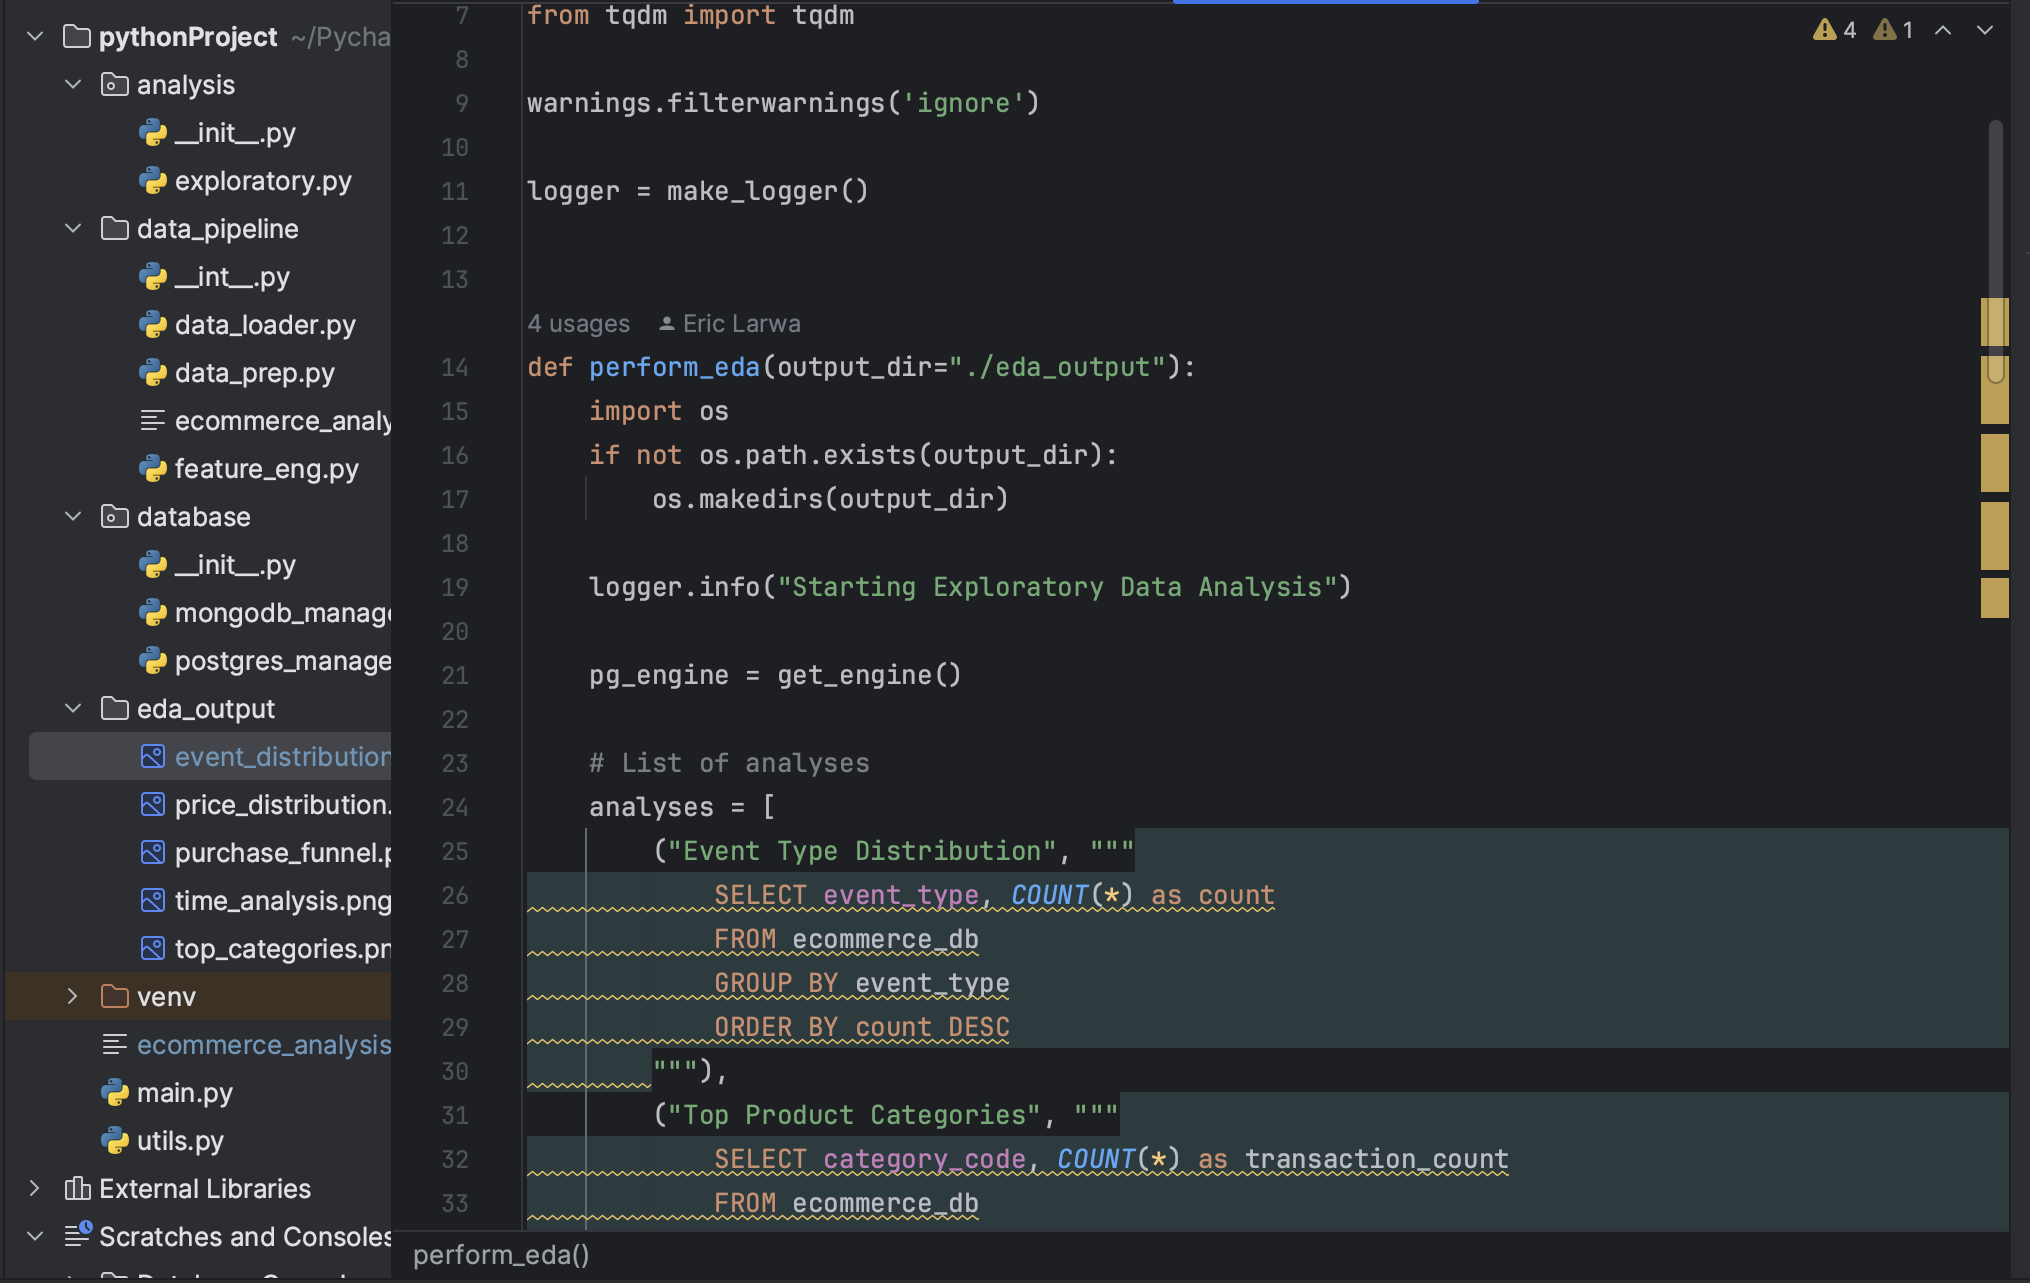 pythonProject ~/Pycha
analysis
__init__.py
exploratory.py
data_pipeline
__int__.py
data_loader.py
data_prep.py
ecommerce_analy
feature_eng.py
database
__init__.py
mongodb_manage
postgres_manage
eda_output
event_distribution
price_distribution.
purchase_funnel.p
time_analysis.png
top_categories.pn
venv
ecommerce_analysis
main.py
utils.py
External Libraries
Scratches and Consoles
4 1
7 from tqdm import tqdm
8
9 warnings.filterwarnings('ignore')
10
11 logger = make_logger()
12
13
4 usages Eric Larwa
14 def perform_eda(output_dir="./eda_output"):
15 import os
16 if not os.path.exists(output_dir):
17 os.makedirs(output_dir)
18
19 logger.info("Starting Exploratory Data Analysis")
20
21 pg_engine = get_engine()
22
23 # List of analyses
24 analyses = [
25 ("Event Type Distribution", """
26 SELECT event_type, COUNT(*) as count
27 FROM ecommerce_db
28 GROUP BY event_type
29 ORDER BY count DESC
30 """),
31 ("Top Product Categories", """
32 SELECT category_code, COUNT(*) as transaction_count
33 FROM ecommerce_db
perform_eda()